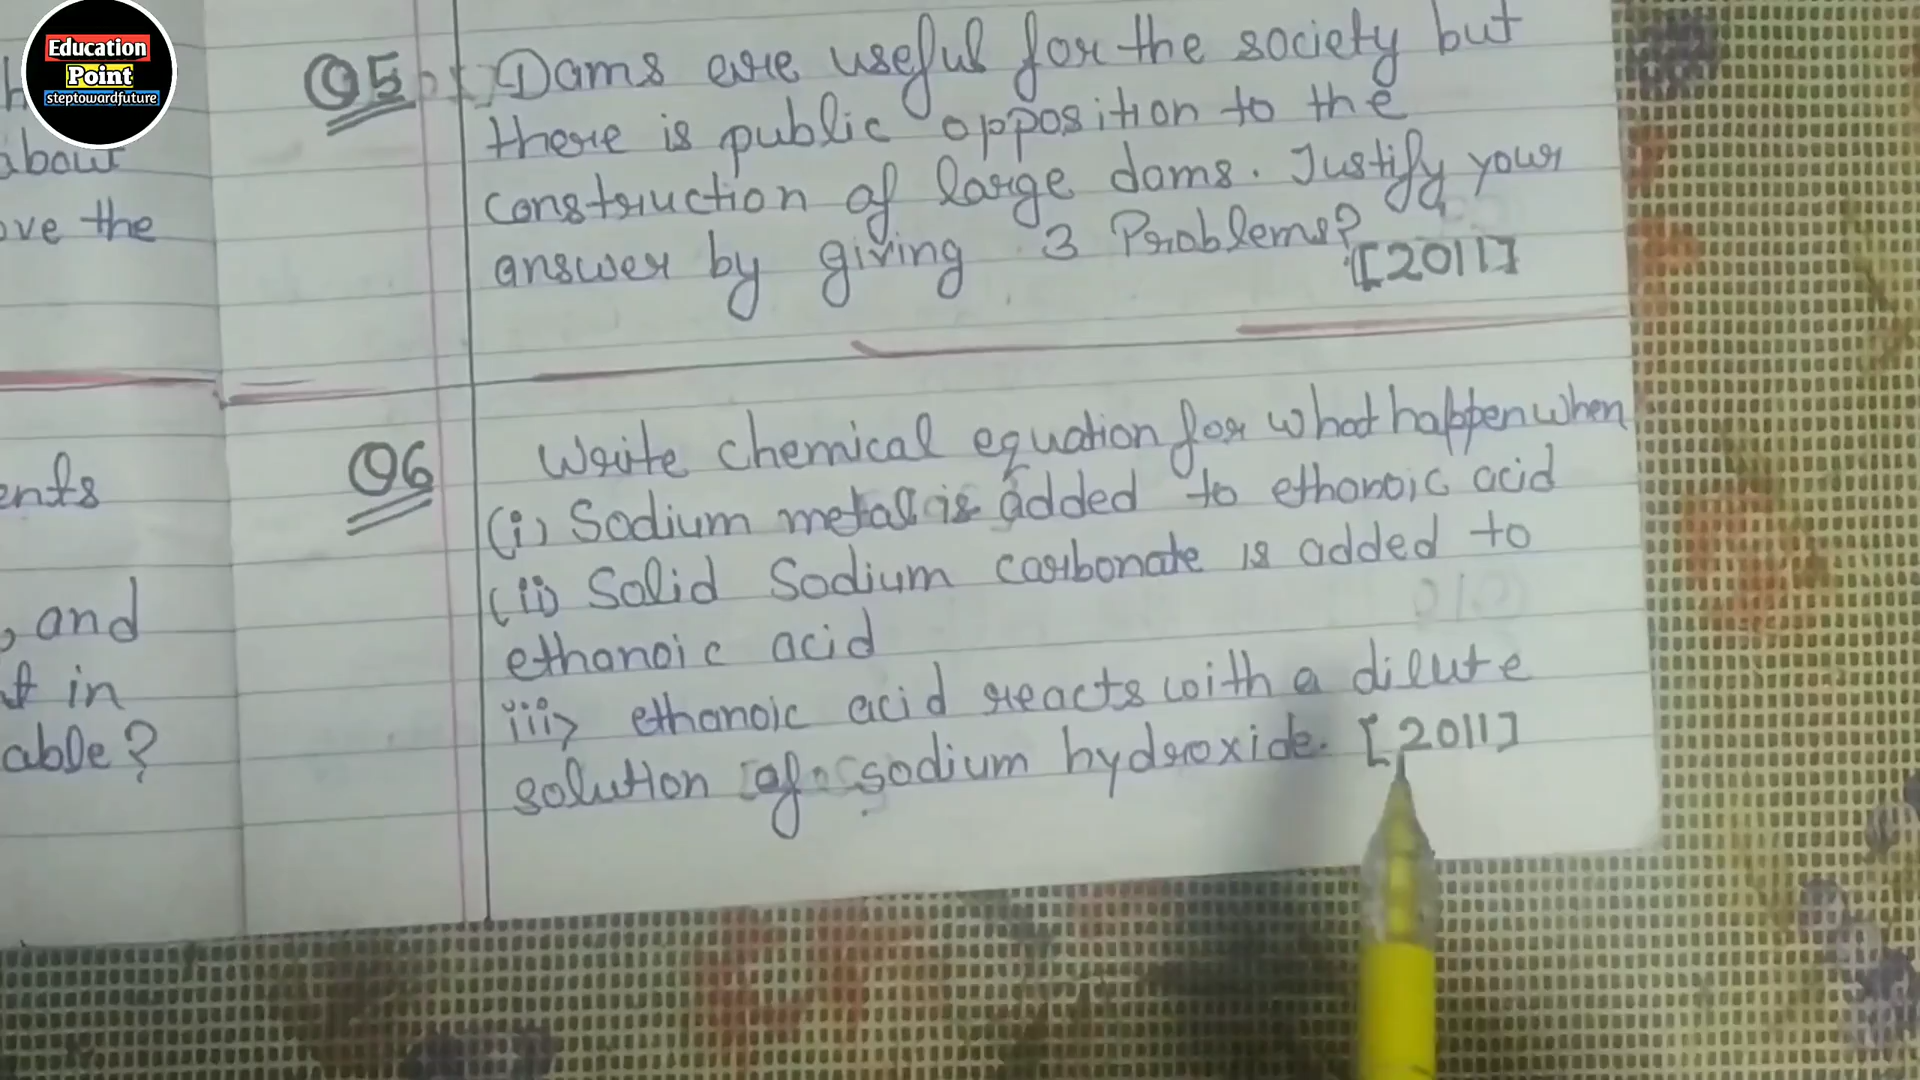 Education
Point
steptowardfuture
about
ove the
ents
and
in
able?
Q5 Dams are useful for the society but
there is public opposition to the
construction of large dams. Justify your
answer by giving 3 Problems?
[2011]
Q6 Write chemical equation for what happen when
(i) Sodium metal is added to ethanoic acid
(ii) Solid Sodium carbonate is added to
ethanoic acid
iii> ethanoic acid reacts with a dilute
solution of sodium hydroxide. [2011]